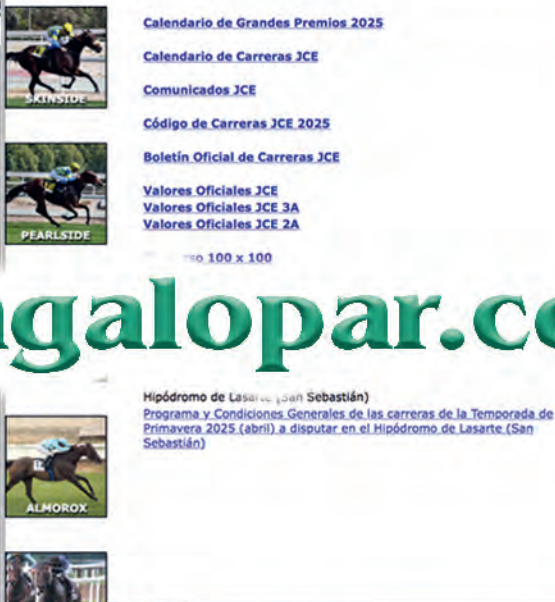 Calendario de Grandes Premios 2025
SKINSIDE
Calendario de Carreras JCE
Comunicados JCE
Código de Carreras JCE 2025
Boletín Oficial de Carreras JCE
Valores Oficiales JCE
Valores Oficiales JCE 3A
Valores Oficiales JCE 2A
PEARLSIDE
100 x 100
galopar.c
Hipódromo de Lasarte (San Sebastián)
Programa y Condiciones Generales de las carreras de la Temporada de
Primavera 2025 (abril) a disputar en el Hipódromo de Lasarte (San
Sebastián)
ALMOROX